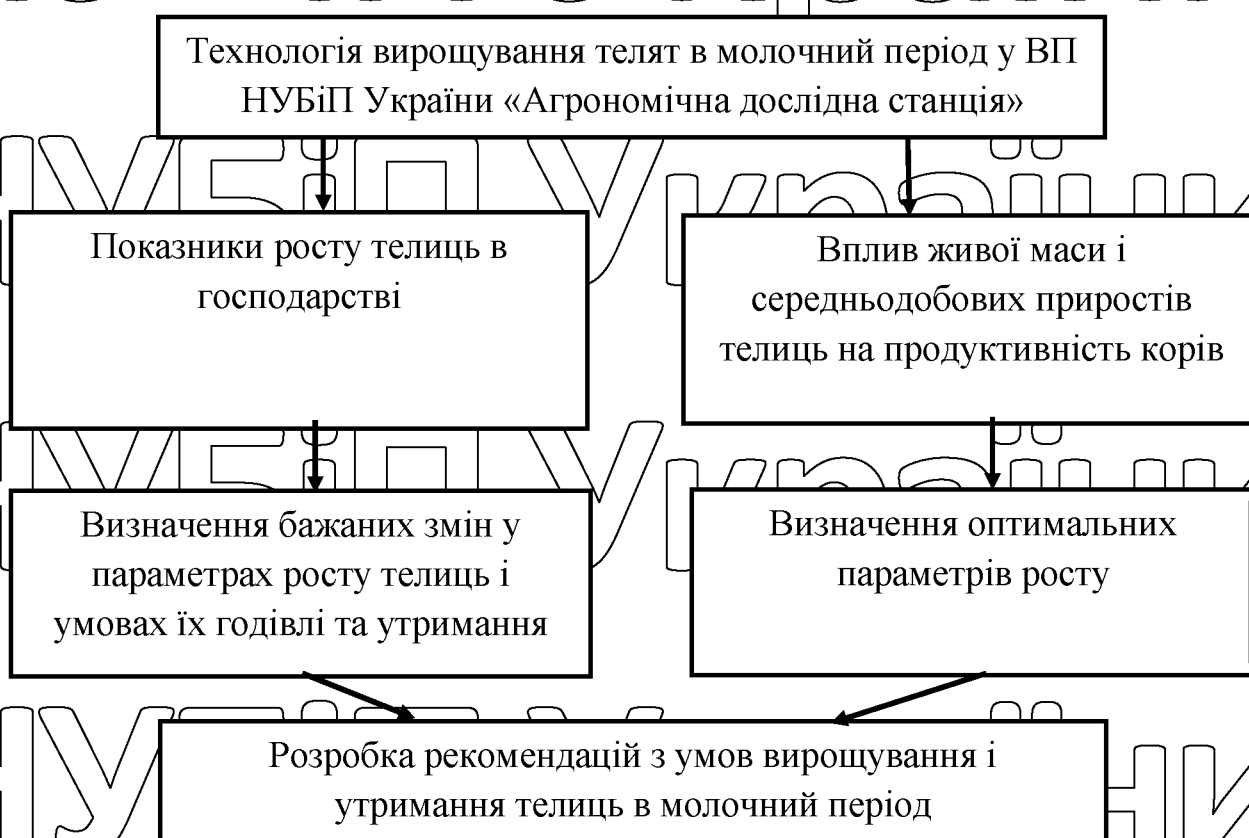 Технологія вирощування телят в молочний період у ВП
НУБіП України «Агрономічна дослідна станція»
Показники росту телиць в
господарстві
Вплив живої маси і
середньодобових приростів
телиць на продуктивність корів
Визначення бажаних змін у
параметрах росту телиць і
умовах їх годівлі та утримання
Визначення оптимальних
параметрів росту
Розробка рекомендацій з умов вирощування і
утримання телиць в молочний період